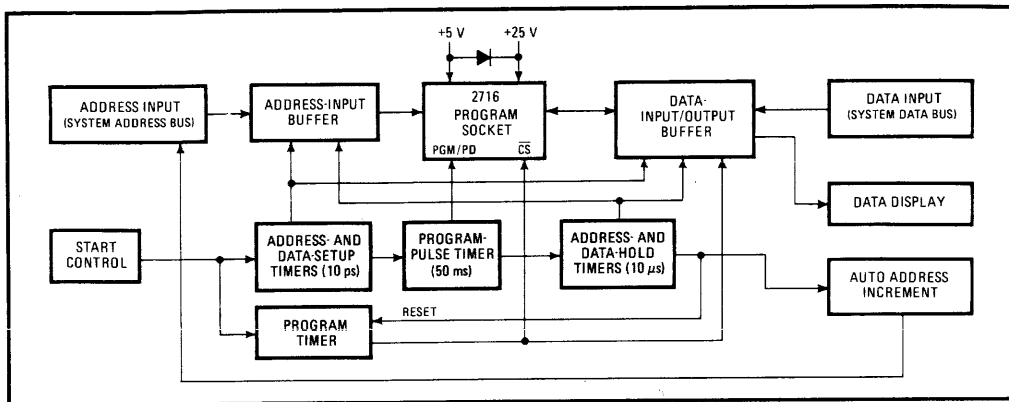 +5 V
+25 V
ADDRESS INPUT
(SYSTEM ADDRESS BUS)
ADDRESS-INPUT
BUFFER
2716
PROGRAM
SOCKET
PGM/PD
CS
DATA-
INPUT/OUTPUT
BUFFER
DATA INPUT
(SYSTEM DATA BUS)
DATA DISPLAY
START
CONTROL
ADDRESS- AND
DATA-SETUP
TIMERS (10 ps)
PROGRAM-
PULSE TIMER
(50 ms)
ADDRESS- AND
DATA-HOLD
TIMERS (10 μs)
AUTO ADDRESS
INCREMENT
RESET
PROGRAM
TIMER